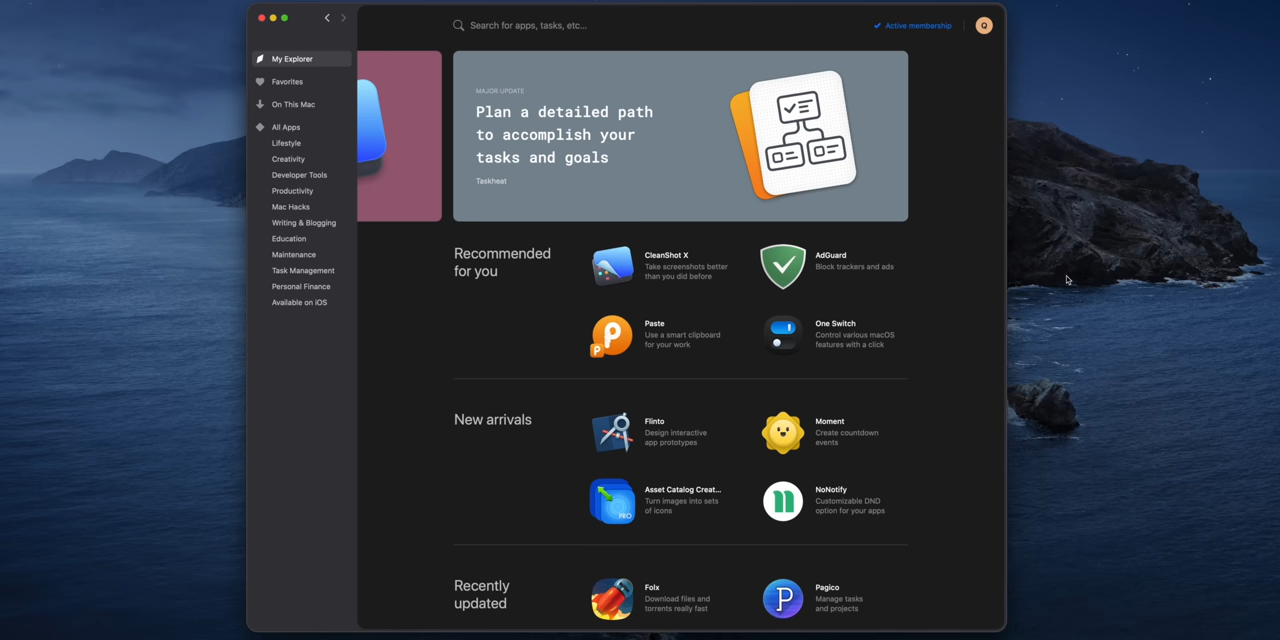 Search for apps, tasks, etc...
Active membership
Q
My Explorer
Favorites
On This Mac
All Apps
Lifestyle
Creativity
Developer Tools
Productivity
Mac Hacks
Writing & Blogging
Education
Maintenance
Task Management
Personal Finance
Available on iOS
MAJOR UPDATE
Plan a detailed path
to accomplish your
tasks and goals
Taskheat
Recommended
for you
CleanShot X
Take screenshots better
than you did before
AdGuard
Block trackers and ads
P
P
Paste
Use a smart clipboard
for your work
One Switch
Control various macOS
features with a click
New arrivals
Flinto
Design interactive
app prototypes
Moment
Create countdown
events
PRO
Asset Catalog Creat...
Turn images into sets
of icons
NoNotify
Customizable DND
option for your apps
Recently
updated
Folx
Download files and
torrents really fast
P
Pagico
Manage tasks
and projects